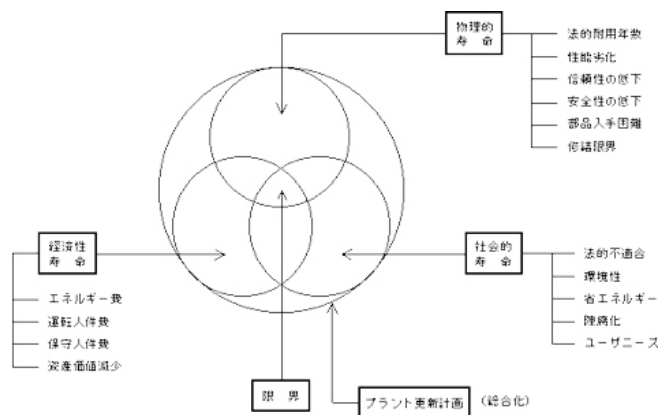 物理的
寿　命
法的耐用年数
性能劣化
信頼性の低下
安全性の低下
部品入手困難
修繕限界
経済性
寿　命
エネルギー費
運転人件費
保守人件費
資産価値減少
社会的
寿　命
法的不適合
環境性
省エネルギー
陳腐化
ユーザニーズ
限　界
プラント更新計画　(総合化)